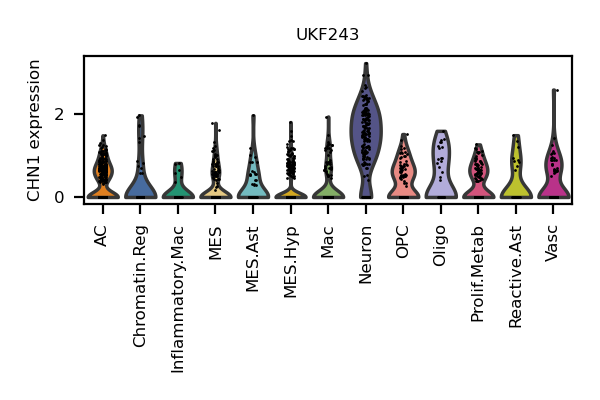 UKF243
CHN1 expression
2
0
AC
Chromatin.Reg
Inflammatory.Mac
MES
MES.Ast
MES.Hyp
Mac
Neuron
OPC
Oligo
Prolif.Metab
Reactive.Ast
Vasc